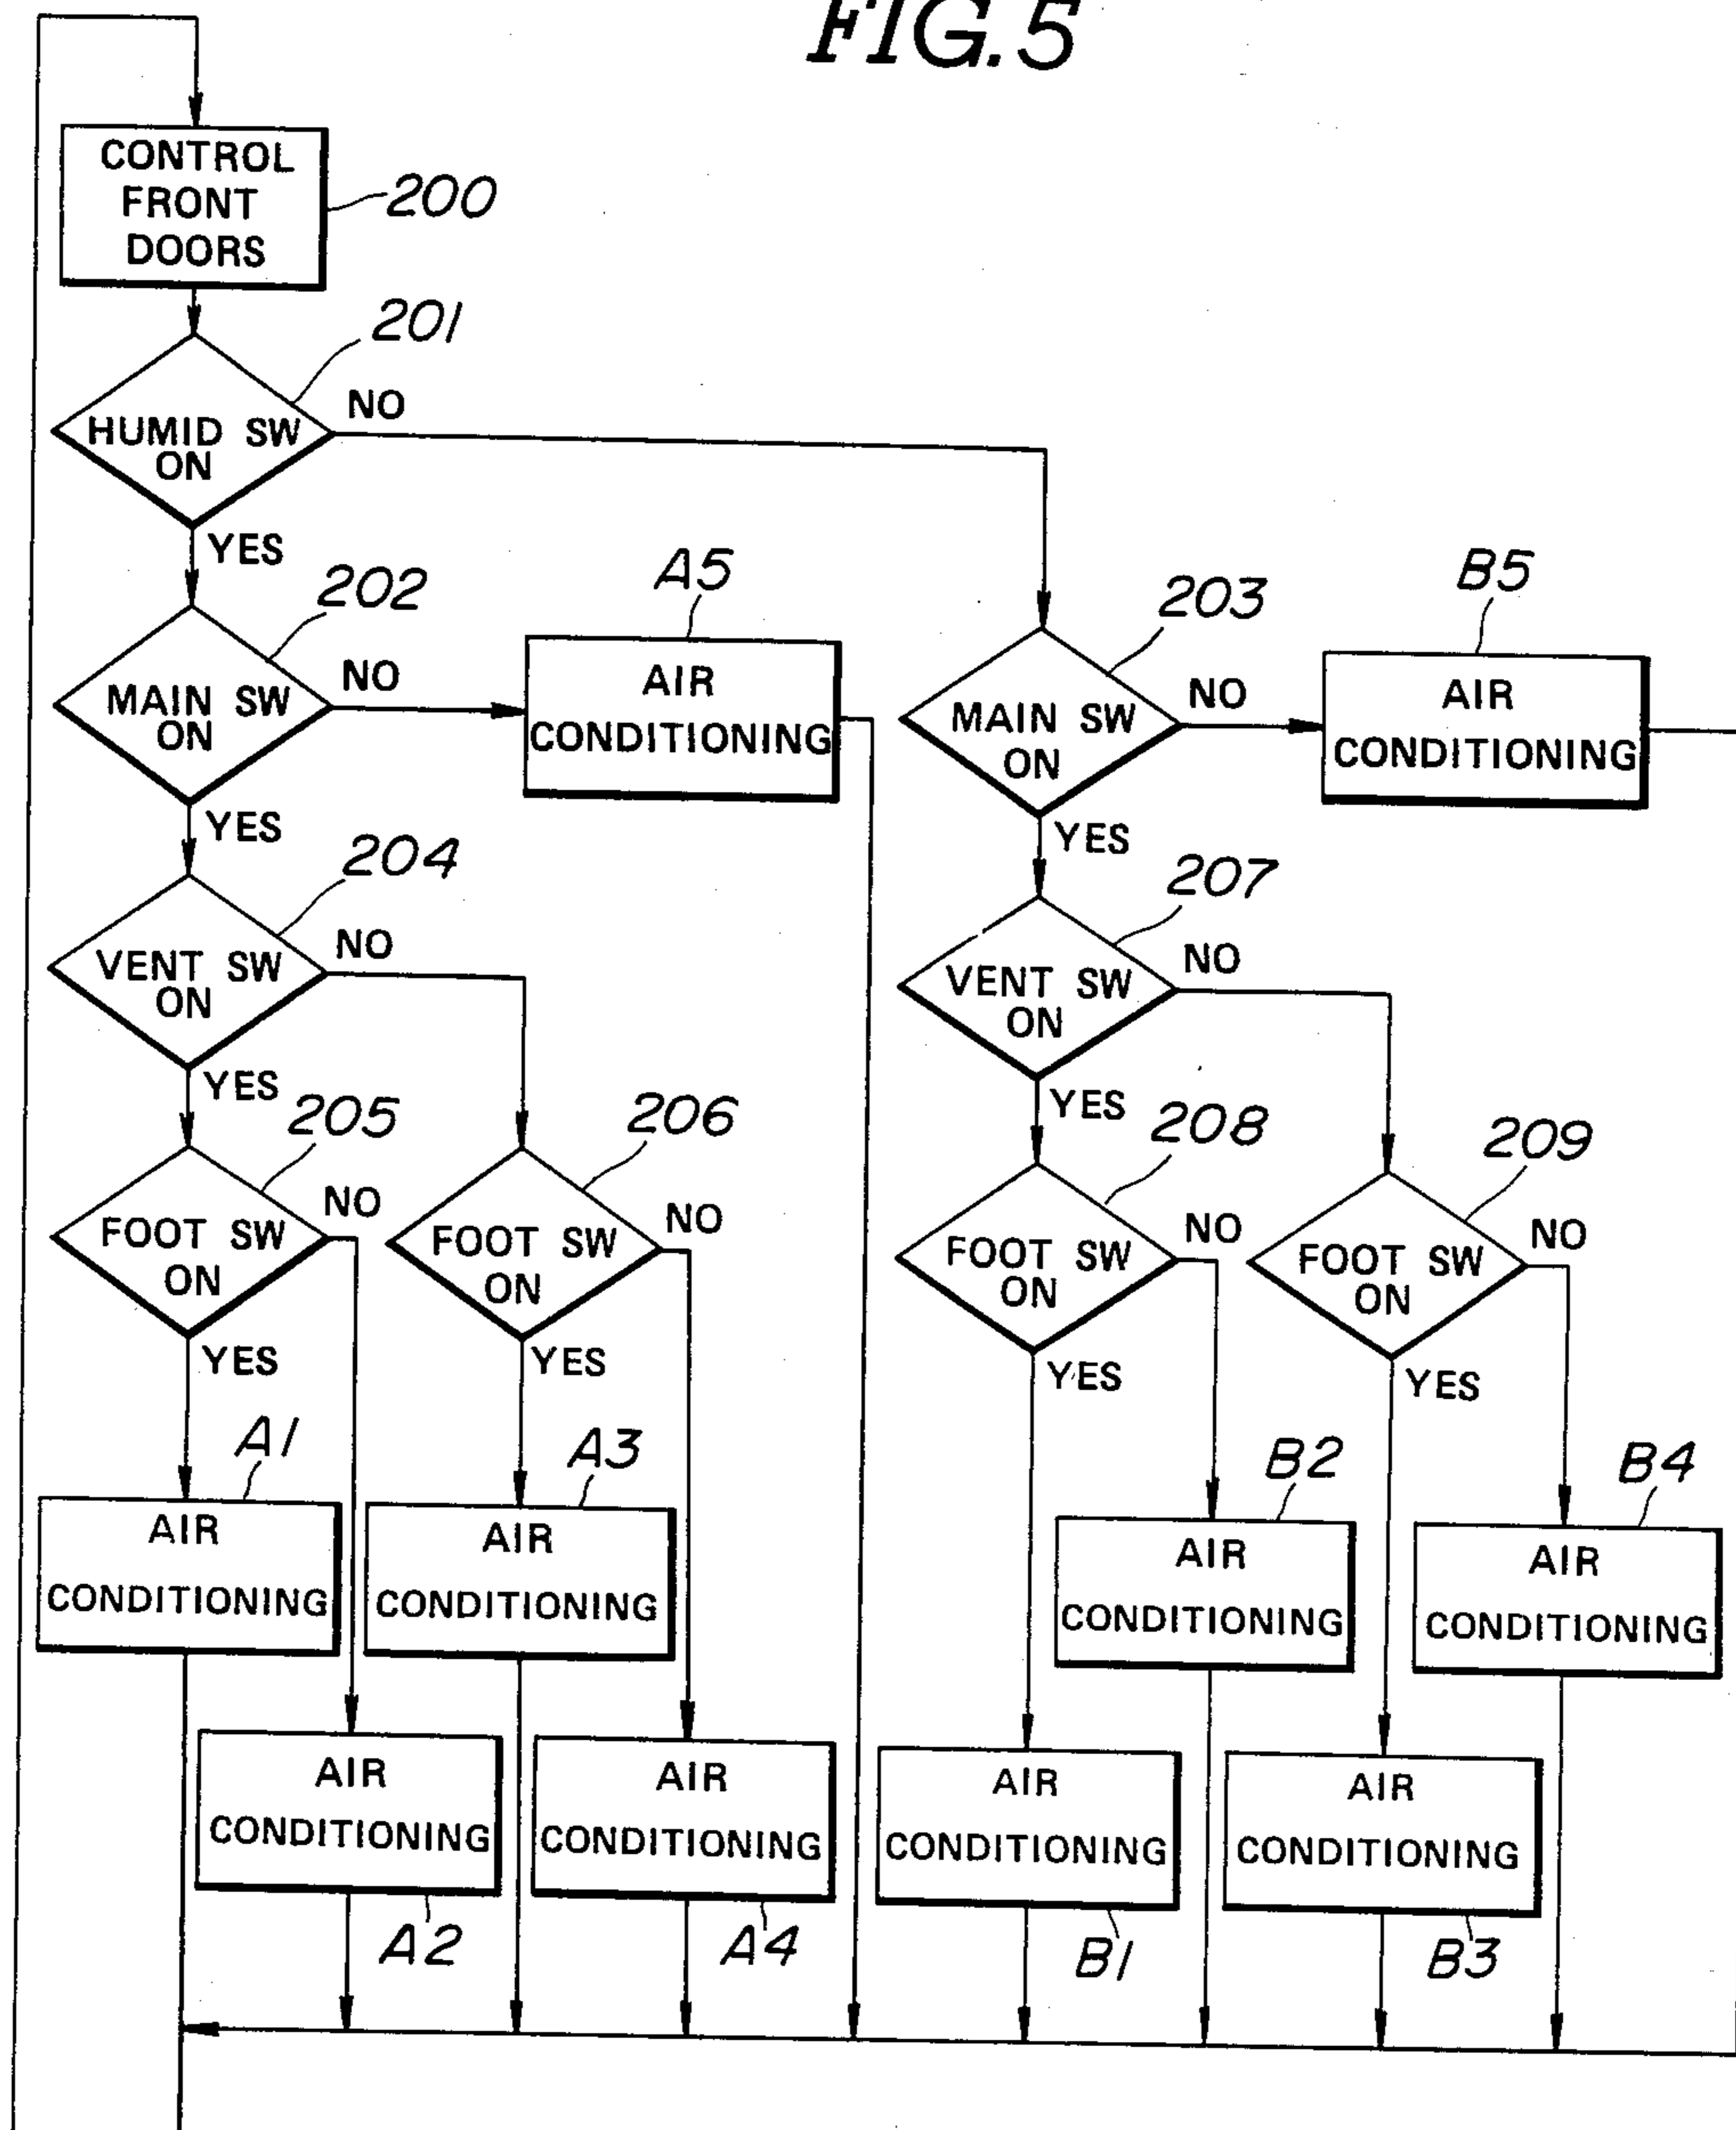 FIG. 5
CONTROL
FRONT
DOORS
200
201
HUMID SW
ON
NO
YES
202
MAIN SW
ON
NO
YES
A5
AIR
CONDITIONING
203
MAIN SW
ON
NO
YES
B5
AIR
CONDITIONING
204
VENT SW
ON
NO
YES
207
VENT SW
ON
NO
YES
205
FOOT SW
ON
NO
YES
206
FOOT SW
ON
NO
YES
208
FOOT SW
ON
NO
YES
209
FOOT SW
ON
NO
YES
A1
AIR
CONDITIONING
A3
AIR
CONDITIONING
B2
AIR
CONDITIONING
B4
AIR
CONDITIONING
AIR
CONDITIONING
A2
AIR
CONDITIONING
A4
AIR
CONDITIONING
B1
AIR
CONDITIONING
B3